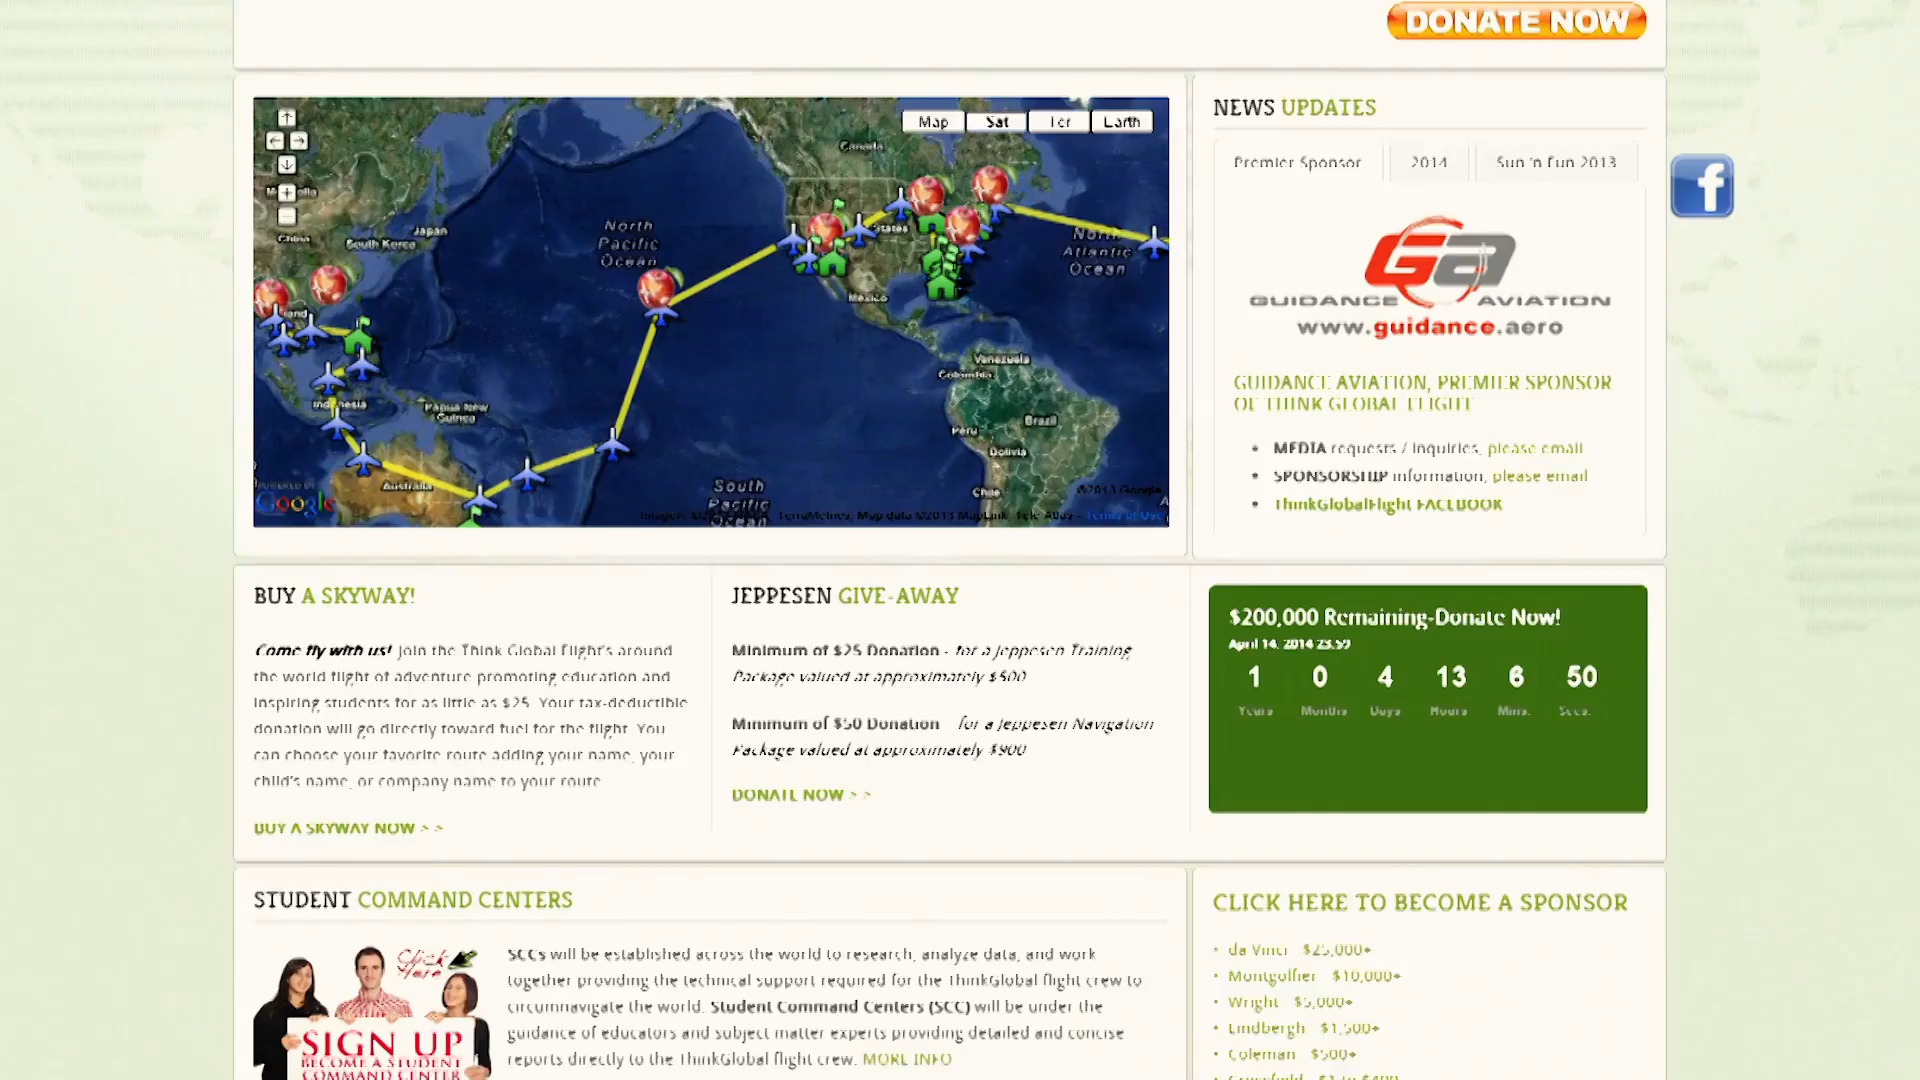 DONATE NOW
Map
Sat
Ter
Earth
Canada
China
South Korea
Japan
North
Pacific
Ocean
States
North
Atlantic
Ocean
Mexico
Venezuela
Colombia
Indonesia
Papua New
Guinea
Peru
Brazil
Bolivia
Australia
Chile
South
Pacific
Ocean
Google
©2013 Google
NEWS UPDATES
Premier Sponsor
2014
Sun 'n Fun 2013
f
Ga
GUIDANCE AVIATION
www.guidance.aero
GUIDANCE AVIATION, PREMIER SPONSOR
OF THINK GLOBAL FLIGHT
• MEDIA requests / inquiries, please email
• SPONSORSHIP information, please email
• ThinkGlobalFlight FACEBOOK
BUY A SKYWAY!
Come fly with us! Join the Think Global Flight's around
the world flight of adventure promoting education and
inspiring students for as little as $25. Your tax-deductible
donation will go directly toward fuel for the flight. You
can choose your favorite route adding your name, your
child's name, or company name to your route
BUY A SKYWAY NOW > >
JEPPESEN GIVE-AWAY
Minimum of $25 Donation - for a Jeppesen Training
Package valued at approximately $500
Minimum of $50 Donation for a Jeppesen Navigation
Package valued at approximately $900
DONATE NOW > >
$200,000 Remaining-Donate Now!
April 14, 2014 23:59
1 0 4 13 6 50
Years Months Days Hours Mins. Secs.
STUDENT COMMAND CENTERS
Click
Here
SIGN UP
BECOME A STUDENT
COMMAND CENTER
SCCs will be established across the world to research, analyze data, and work
together providing the technical support required for the ThinkGlobal flight crew to
circumnavigate the world. Student Command Centers (SCC) will be under the
guidance of educators and subject matter experts providing detailed and concise
reports directly to the ThinkGlobal flight crew. MORE INFO
CLICK HERE TO BECOME A SPONSOR
• da Vinci $25,000+
• Montgolfier $10,000+
• Wright $5,000+
• Lindbergh $1,500+
• Coleman $500+